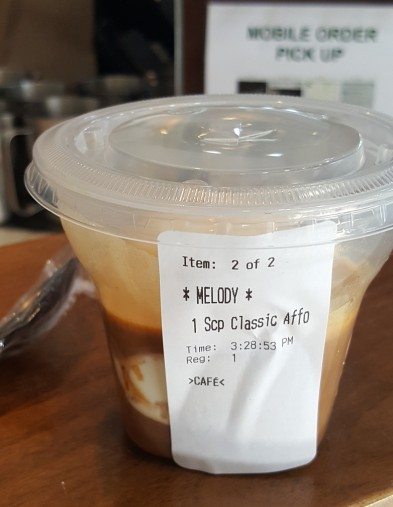 MOBILE ORDER
PICK UP
Item: 2 of 2
* MELODY *
1 Scp Classic Affo
Time: 3:28:53 PM
Reg: 1
>CAFÉ<